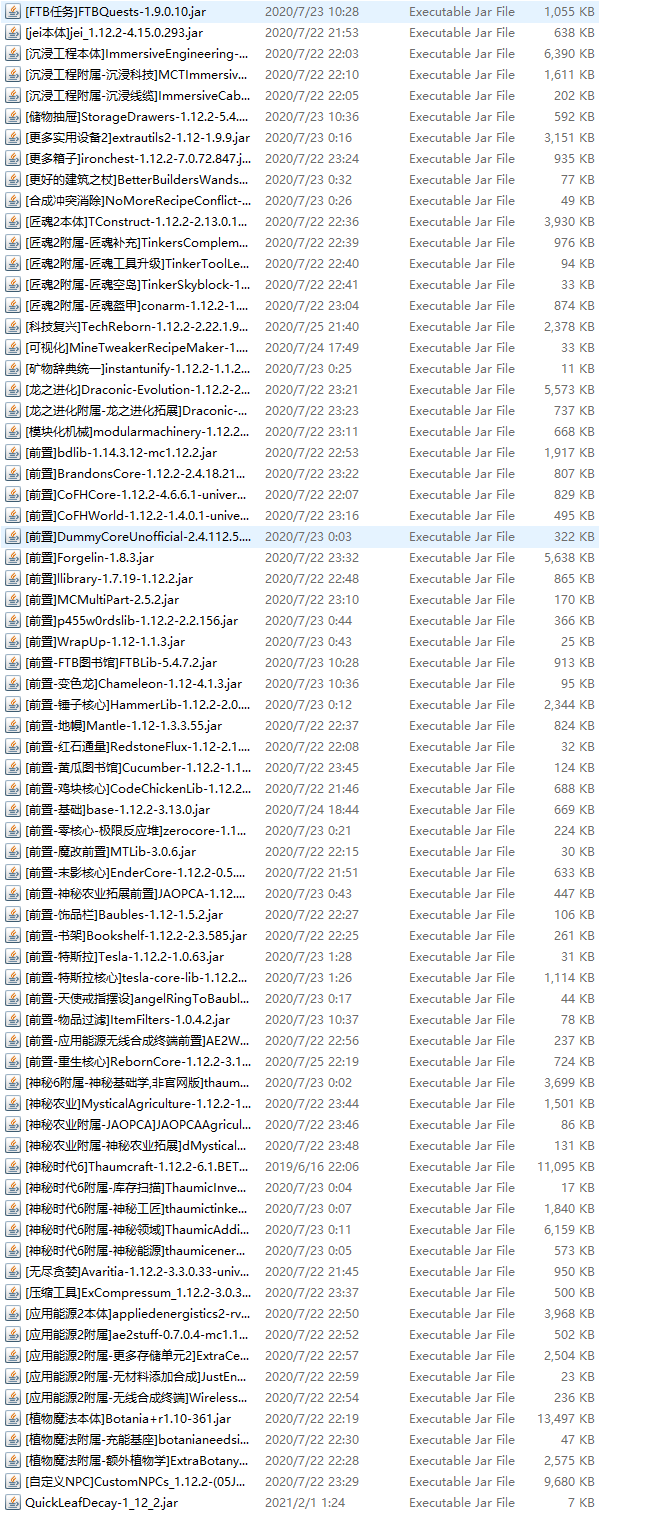 [FTB任务]FTBQuests-1.9.0.10.jar 2020/7/23 10:28 Executable Jar File 1,055 KB
[jei本体]jei_1.12.2-4.15.0.293.jar 2020/7/22 21:53 Executable Jar File 638 KB
[沉浸工程本体]ImmersiveEngineering-... 2020/7/22 22:03 Executable Jar File 6,390 KB
[沉浸工程附属-沉浸科技]MCTImmersiv... 2020/7/22 22:10 Executable Jar File 1,611 KB
[沉浸工程附属-沉浸线缆]ImmersiveCab... 2020/7/22 22:05 Executable Jar File 202 KB
[储物抽屉]StorageDrawers-1.12.2-5.4.... 2020/7/23 10:36 Executable Jar File 592 KB
[更多实用设备2]extrautils2-1.12-1.9.9.jar 2020/7/23 0:16 Executable Jar File 3,151 KB
[更多箱子]ironchest-1.12.2-7.0.72.847.j... 2020/7/22 23:24 Executable Jar File 935 KB
[更好的建筑之杖]BetterBuildersWands... 2020/7/23 0:32 Executable Jar File 77 KB
[合成冲突消除]NoMoreRecipeConflict-... 2020/7/23 0:26 Executable Jar File 49 KB
[匠魂2本体]TConstruct-1.12.2-2.13.0.1... 2020/7/22 22:36 Executable Jar File 3,930 KB
[匠魂2附属-匠魂补充]TinkersComplem... 2020/7/22 22:39 Executable Jar File 976 KB
[匠魂2附属-匠魂工具升级]TinkerToolLe... 2020/7/22 22:40 Executable Jar File 94 KB
[匠魂2附属-匠魂空岛]TinkerSkyblock-1... 2020/7/22 22:41 Executable Jar File 33 KB
[匠魂2附属-匠魂盔甲]conarm-1.12.2-1.... 2020/7/22 23:04 Executable Jar File 874 KB
[科技复兴]TechReborn-1.12.2-2.22.1.9... 2020/7/25 21:40 Executable Jar File 2,378 KB
[可视化]MineTweakerRecipeMaker-1.... 2020/7/24 17:49 Executable Jar File 33 KB
[矿物辞典统一]instantunify-1.12.2-1.1.2... 2020/7/23 0:25 Executable Jar File 11 KB
[龙之进化]Draconic-Evolution-1.12.2-2... 2020/7/22 23:21 Executable Jar File 5,573 KB
[龙之进化附属-龙之进化拓展]Draconic-... 2020/7/22 23:23 Executable Jar File 737 KB
[模块化机械]modularmachinery-1.12.2... 2020/7/22 23:11 Executable Jar File 668 KB
[前置]bdlib-1.14.3.12-mc1.12.2.jar 2020/7/22 22:53 Executable Jar File 1,917 KB
[前置]BrandonsCore-1.12.2-2.4.18.21... 2020/7/22 23:22 Executable Jar File 807 KB
[前置]CoFHCore-1.12.2-4.6.6.1-univer... 2020/7/22 22:07 Executable Jar File 829 KB
[前置]CoFHWorld-1.12.2-1.4.0.1-unive... 2020/7/22 23:16 Executable Jar File 495 KB
[前置]DummyCoreUnofficial-2.4.112.5.... 2020/7/23 0:03 Executable Jar File 322 KB
[前置]Forgelin-1.8.3.jar 2020/7/22 23:32 Executable Jar File 5,638 KB
[前置]llibrary-1.7.19-1.12.2.jar 2020/7/22 22:48 Executable Jar File 865 KB
[前置]MCMultiPart-2.5.2.jar 2020/7/22 23:10 Executable Jar File 170 KB
[前置]p455w0rdslib-1.12.2-2.2.156.jar 2020/7/23 0:44 Executable Jar File 366 KB
[前置]WrapUp-1.12-1.1.3.jar 2020/7/23 0:43 Executable Jar File 25 KB
[前置-FTB图书馆]FTBLib-5.4.7.2.jar 2020/7/23 10:28 Executable Jar File 913 KB
[前置-变色龙]Chameleon-1.12-4.1.3.jar 2020/7/23 10:36 Executable Jar File 95 KB
[前置-锤子核心]HammerLib-1.12.2-2.0.... 2020/7/23 0:12 Executable Jar File 2,344 KB
[前置-地幔]Mantle-1.12-1.3.3.55.jar 2020/7/22 22:37 Executable Jar File 824 KB
[前置-红石通量]RedstoneFlux-1.12-2.1.... 2020/7/22 22:08 Executable Jar File 32 KB
[前置-黄瓜图书馆]Cucumber-1.12.2-1.1... 2020/7/22 23:45 Executable Jar File 124 KB
[前置-鸡块核心]CodeChickenLib-1.12.2... 2020/7/22 21:46 Executable Jar File 688 KB
[前置-基础]base-1.12.2-3.13.0.jar 2020/7/24 18:44 Executable Jar File 669 KB
[前置-零核心-极限反应堆]zerocore-1.1... 2020/7/23 0:21 Executable Jar File 224 KB
[前置-魔改前置]MTLib-3.0.6.jar 2020/7/22 22:15 Executable Jar File 30 KB
[前置-末影核心]EnderCore-1.12.2-0.5.... 2020/7/22 21:51 Executable Jar File 633 KB
[前置-神秘农业拓展前置]JAOPCA-1.12.... 2020/7/23 0:43 Executable Jar File 447 KB
[前置-饰品栏]Baubles-1.12-1.5.2.jar 2020/7/22 22:27 Executable Jar File 106 KB
[前置-书架]Bookshelf-1.12.2-2.3.585.jar 2020/7/22 22:25 Executable Jar File 261 KB
[前置-特斯拉]Tesla-1.12.2-1.0.63.jar 2020/7/23 1:28 Executable Jar File 31 KB
[前置-特斯拉核心]tesla-core-lib-1.12.2... 2020/7/23 1:26 Executable Jar File 1,114 KB
[前置-天使戒指摆设]angelRingToBaubl... 2020/7/23 0:17 Executable Jar File 44 KB
[前置-物品过滤]ItemFilters-1.0.4.2.jar 2020/7/23 10:37 Executable Jar File 78 KB
[前置-应用能源无线合成终端前置]AE2W... 2020/7/22 22:56 Executable Jar File 237 KB
[前置-重生核心]RebornCore-1.12.2-3.1... 2020/7/25 22:19 Executable Jar File 724 KB
[神秘6附属-神秘基础学,非官网版]thaum... 2020/7/23 0:02 Executable Jar File 3,699 KB
[神秘农业]MysticalAgriculture-1.12.2-1... 2020/7/22 23:44 Executable Jar File 1,501 KB
[神秘农业附属-JAOPCA]JAOPCAAgricul... 2020/7/22 23:46 Executable Jar File 86 KB
[神秘农业附属-神秘农业拓展]dMystical... 2020/7/22 23:48 Executable Jar File 131 KB
[神秘时代6]Thaumcraft-1.12.2-6.1.BET... 2019/6/16 22:06 Executable Jar File 11,095 KB
[神秘时代6附属-库存扫描]ThaumicInve... 2020/7/23 0:04 Executable Jar File 17 KB
[神秘时代6附属-神秘工匠]thaumictinke... 2020/7/23 0:07 Executable Jar File 1,840 KB
[神秘时代6附属-神秘领域]ThaumicAddi... 2020/7/23 0:11 Executable Jar File 6,159 KB
[神秘时代6附属-神秘能源]thaumicener... 2020/7/23 0:05 Executable Jar File 573 KB
[无尽贪婪]Avaritia-1.12.2-3.3.0.33-univ... 2020/7/22 21:45 Executable Jar File 950 KB
[压缩工具]ExCompressum_1.12.2-3.0.3... 2020/7/22 23:37 Executable Jar File 500 KB
[应用能源2本体]appliedenergistics2-rv... 2020/7/22 22:50 Executable Jar File 3,968 KB
[应用能源2附属]ae2stuff-0.7.0.4-mc1.1... 2020/7/22 22:52 Executable Jar File 502 KB
[应用能源2附属-更多存储单元2]ExtraCe... 2020/7/22 22:57 Executable Jar File 2,504 KB
[应用能源2附属-无材料添加合成]JustEn... 2020/7/22 22:59 Executable Jar File 23 KB
[应用能源2附属-无线合成终端]Wireless... 2020/7/22 22:54 Executable Jar File 236 KB
[植物魔法本体]Botania+r1.10-361.jar 2020/7/22 22:19 Executable Jar File 13,497 KB
[植物魔法附属-充能基座]botanianeedsi... 2020/7/22 22:30 Executable Jar File 47 KB
[植物魔法附属-额外植物学]ExtraBotany... 2020/7/22 22:28 Executable Jar File 2,575 KB
[自定义NPC]CustomNPCs_1.12.2-(05J... 2020/7/22 23:29 Executable Jar File 9,680 KB
QuickLeafDecay-1_12_2.jar 2021/2/1 1:24 Executable Jar File 7 KB